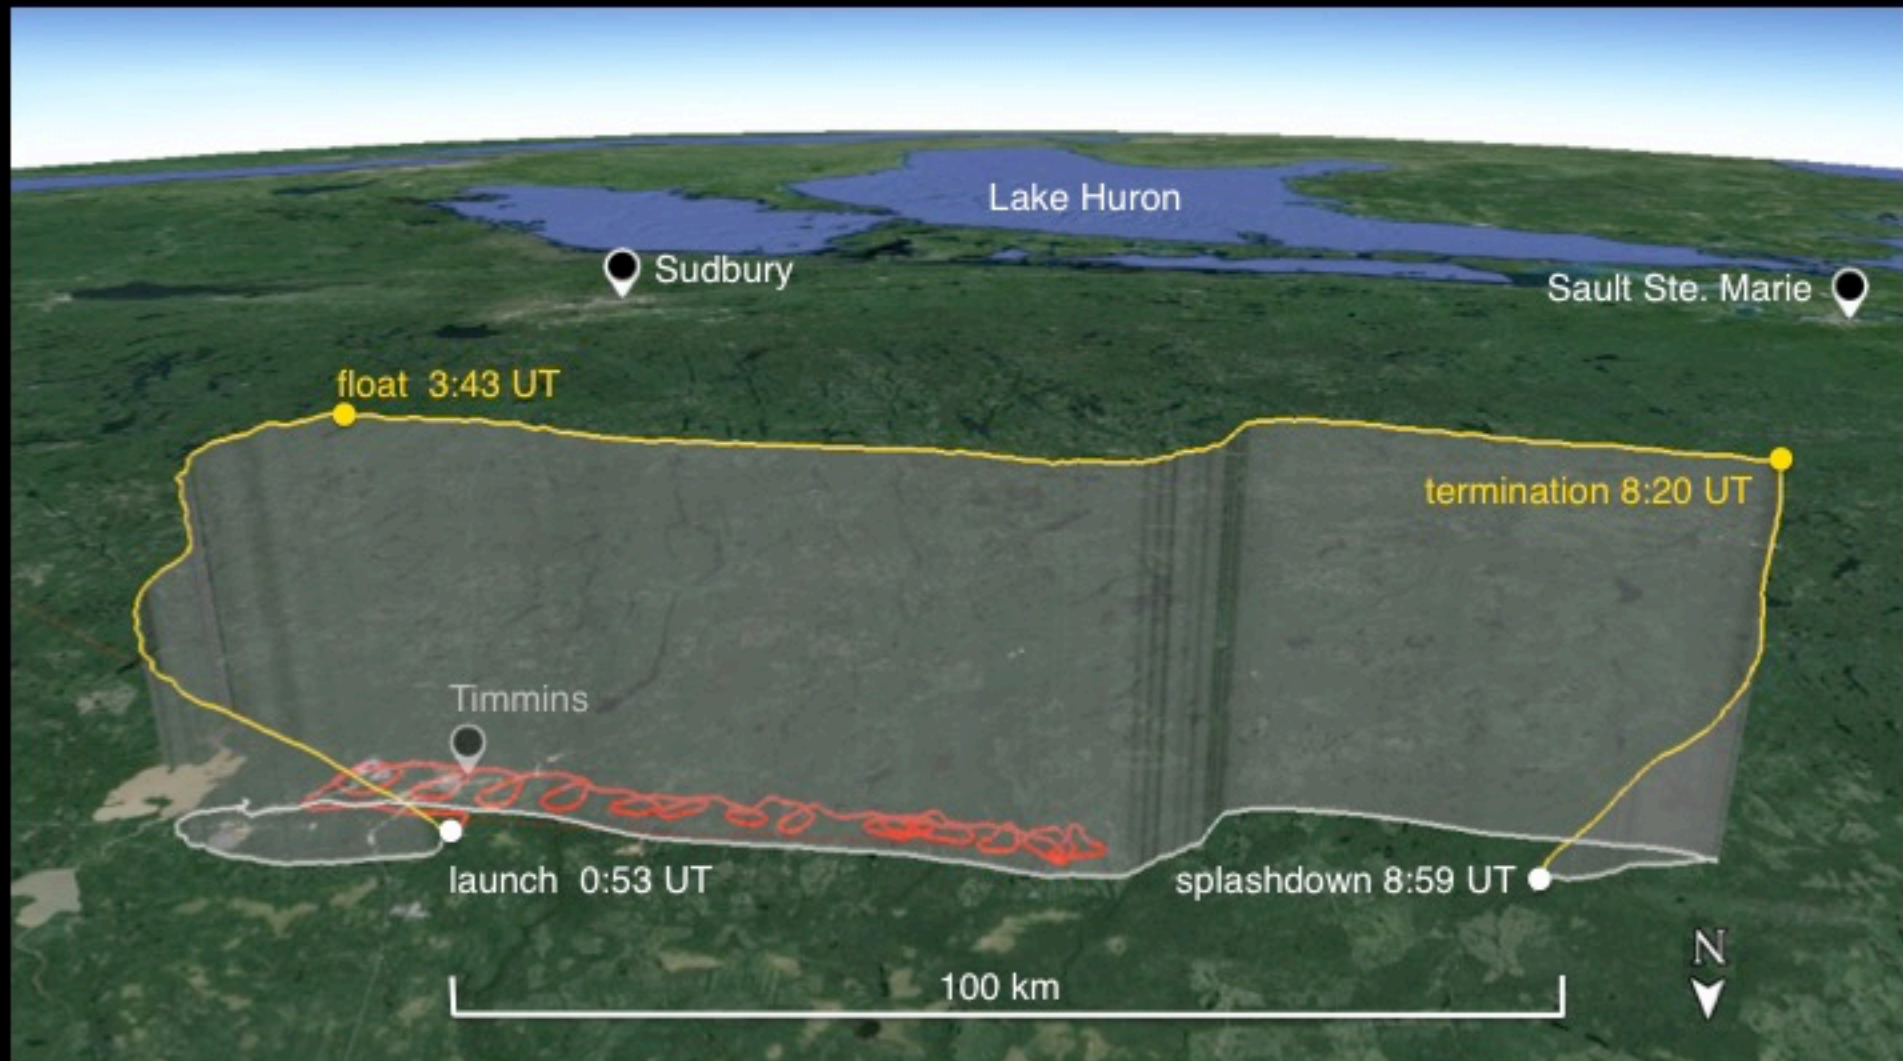 Lake Huron
Sudbury
Sault Ste. Marie
float 3:43 UT
termination 8:20 UT
Timmins
launch 0:53 UT
splashdown 8:59 UT
N
100 km